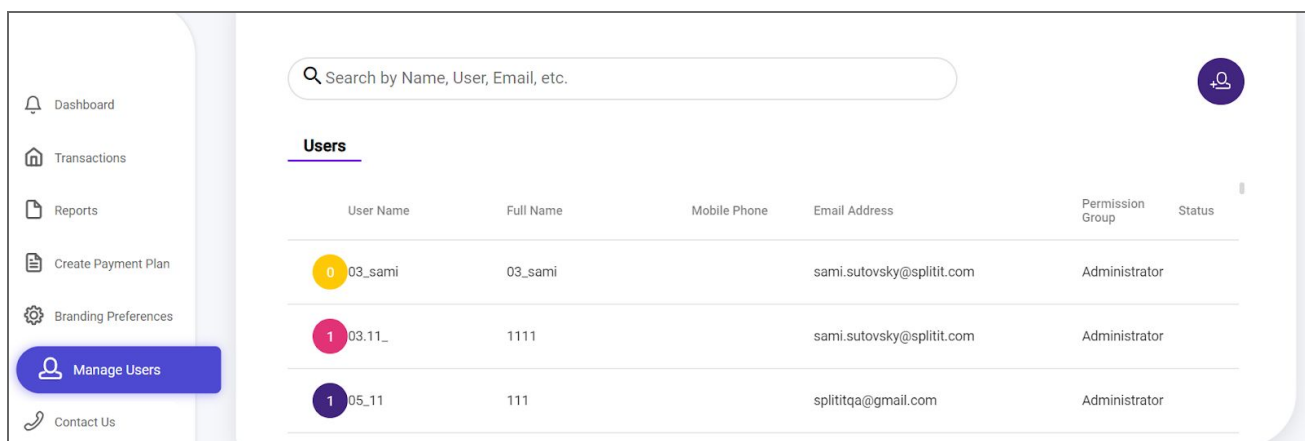 Search by Name, User, Email, etc.
Dashboard
Users
Transactions
Reports
User Name Full Name Mobile Phone Email Address Permission Group Status
Create Payment Plan
0 03_sami 03_sami sami.sutovsky@splitit.com Administrator
Branding Preferences
1 03.11_ 1111 sami.sutovsky@splitit.com Administrator
Manage Users
1 05_11 111 splititqa@gmail.com Administrator
Contact Us